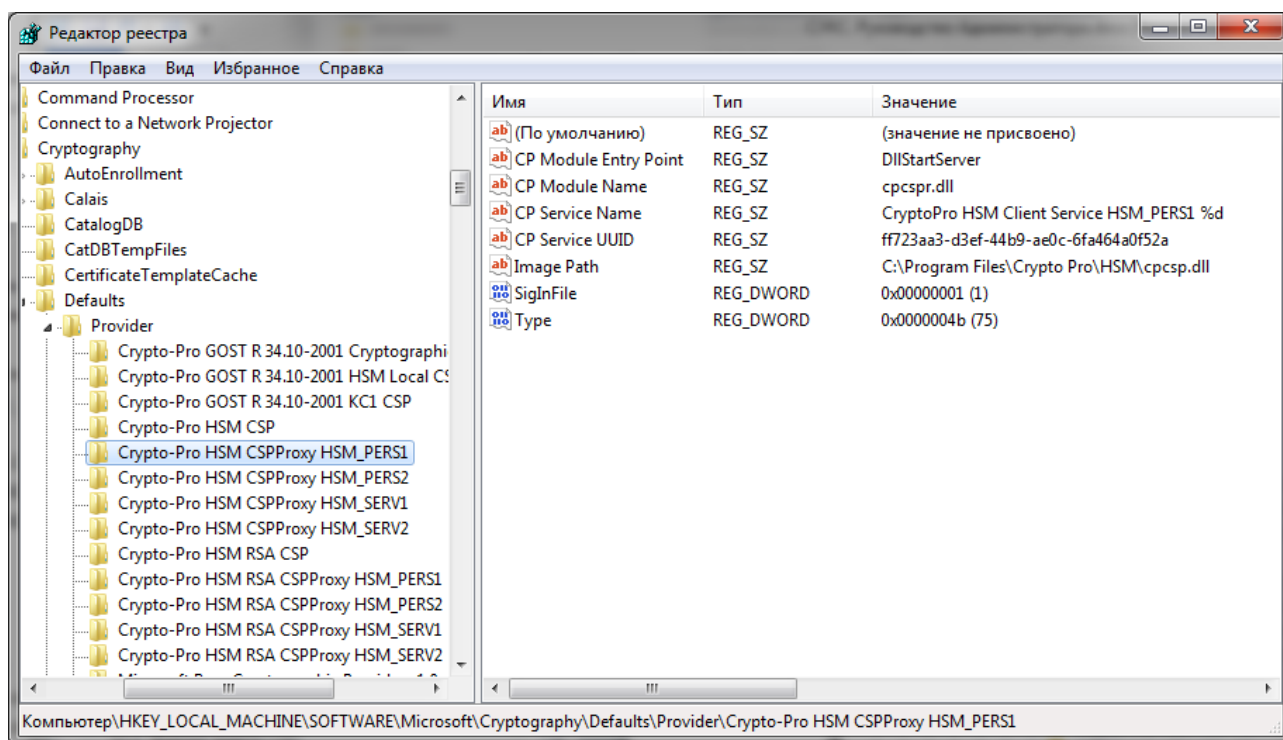 Редактор реестра
Файл Правка Вид Избранное Справка
Command Processor
Connect to a Network Projector
Cryptography
AutoEnrollment
Calais
CatalogDB
CatDBTempFiles
CertificateTemplateCache
Defaults
Provider
Crypto-Pro GOST R 34.10-2001 Cryptographi
Crypto-Pro GOST R 34.10-2001 HSM Local CS
Crypto-Pro GOST R 34.10-2001 KC1 CSP
Crypto-Pro HSM CSP
Crypto-Pro HSM CSPProxy HSM_PERS1
Crypto-Pro HSM CSPProxy HSM_PERS2
Crypto-Pro HSM CSPProxy HSM_SERV1
Crypto-Pro HSM CSPProxy HSM_SERV2
Crypto-Pro HSM RSA CSP
Crypto-Pro HSM RSA CSPProxy HSM_PERS1
Crypto-Pro HSM RSA CSPProxy HSM_PERS2
Crypto-Pro HSM RSA CSPProxy HSM_SERV1
Crypto-Pro HSM RSA CSPProxy HSM_SERV2
Имя Тип Значение
(По умолчанию) REG_SZ (значение не присвоено)
CP Module Entry Point REG_SZ DllStartServer
CP Module Name REG_SZ cpcspr.dll
CP Service Name REG_SZ CryptoPro HSM Client Service HSM_PERS1 %d
CP Service UUID REG_SZ ff723aa3-d3ef-44b9-ae0c-6fa464a0f52a
Image Path REG_SZ C:\Program Files\Crypto Pro\HSM\cpcsp.dll
SigInFile REG_DWORD 0x00000001 (1)
Type REG_DWORD 0x0000004b (75)
Компьютер\HKEY_LOCAL_MACHINE\SOFTWARE\Microsoft\Cryptography\Defaults\Provider\Crypto-Pro HSM CSPProxy HSM_PERS1